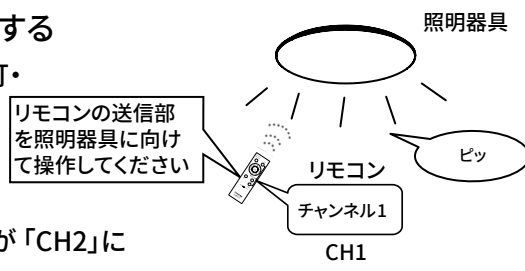 する
照明器具
灯・
リモコンの送信部
を照明器具に向け
て操作してください
ピッ
リモコン
チャンネル1
が「CH2」に
CH1